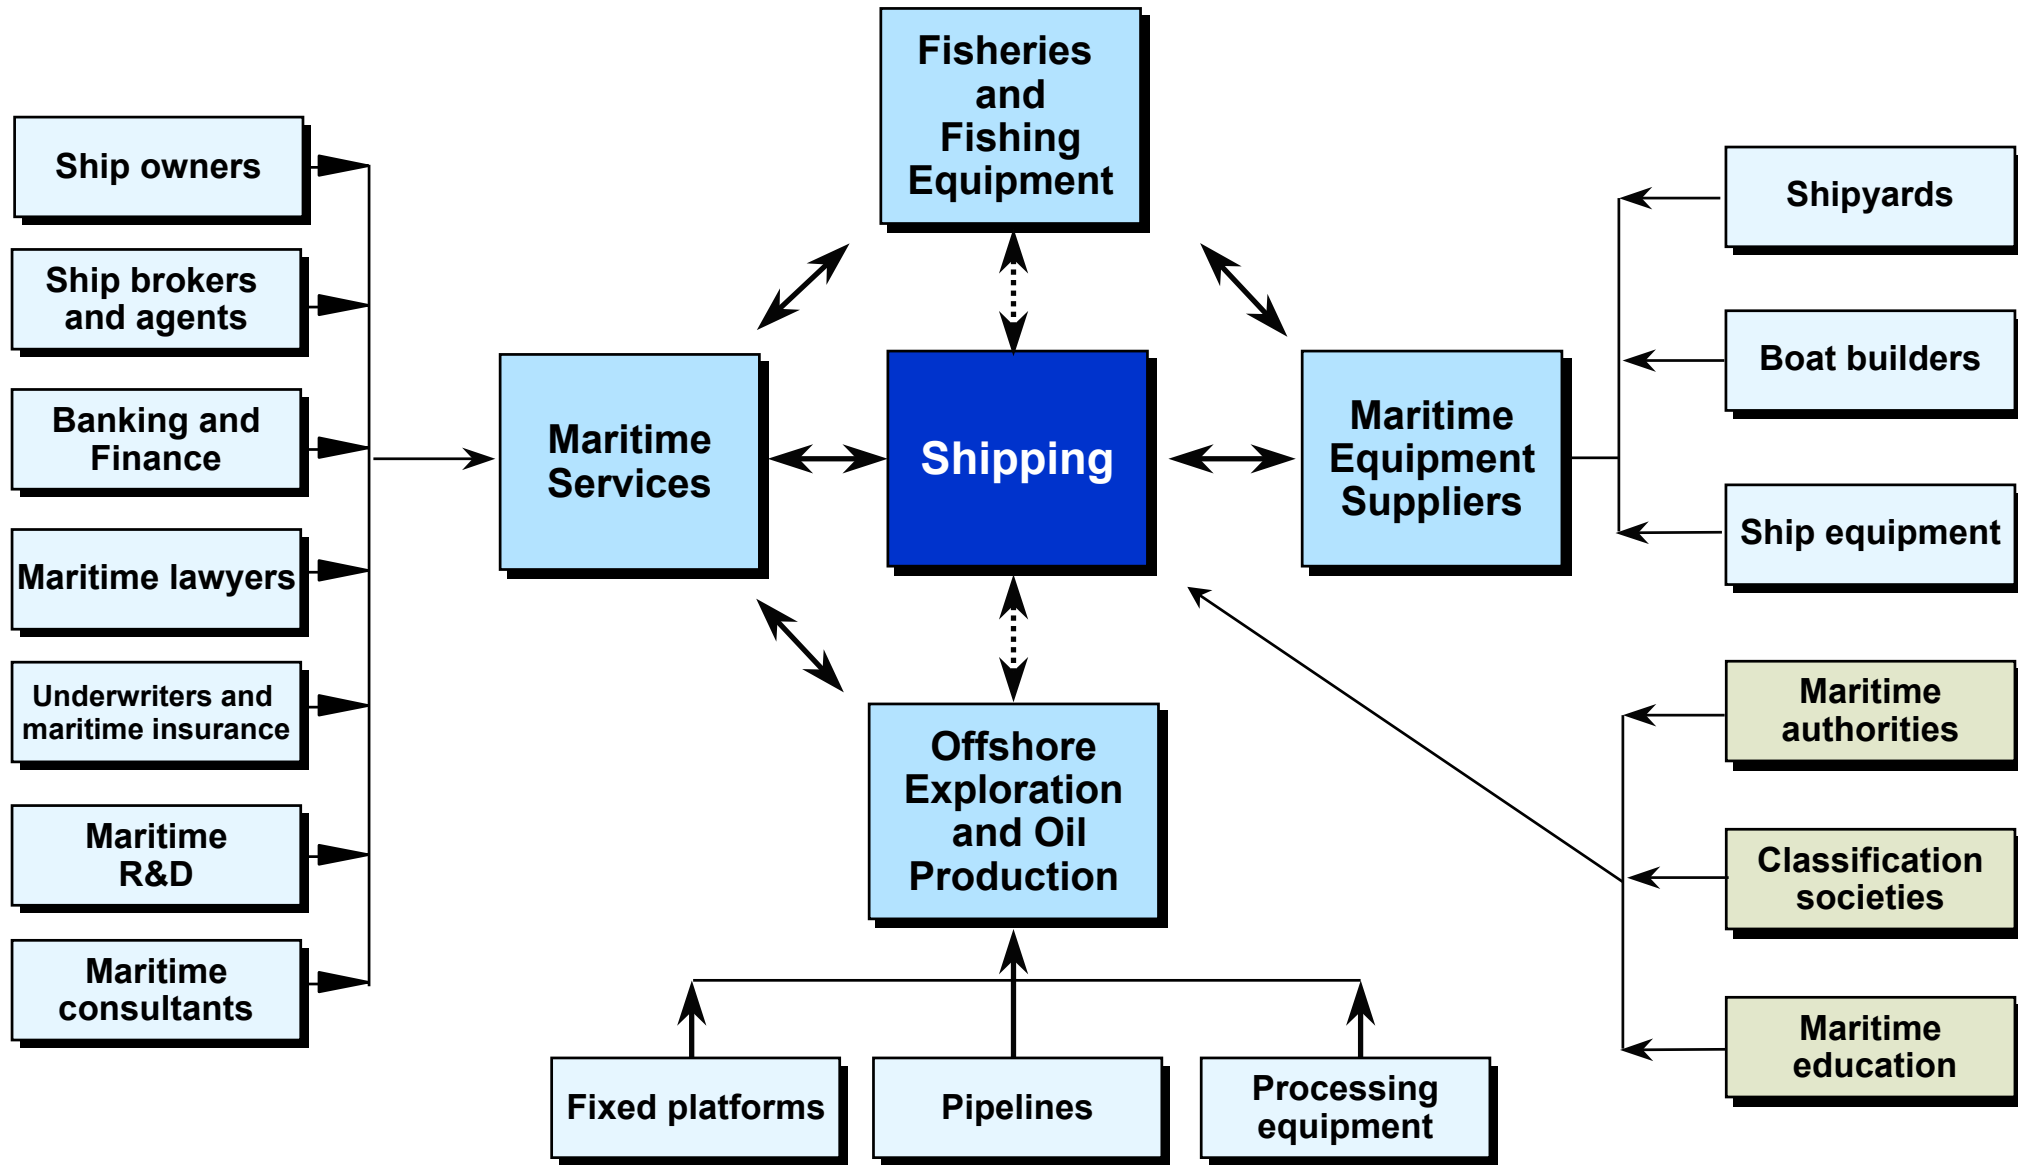 Fisheries
and
Fishing
Equipment
Ship owners
Ship brokers
and agents
Banking and
Finance
Maritime lawyers
Underwriters and
maritime insurance
Maritime
R&D
Maritime
consultants
Maritime
Services
Shipping
Maritime
Equipment
Suppliers
Shipyards
Boat builders
Ship equipment
Offshore
Exploration
and Oil
Production
Maritime
authorities
Classification
societies
Maritime
education
Fixed platforms
Pipelines
Processing
equipment